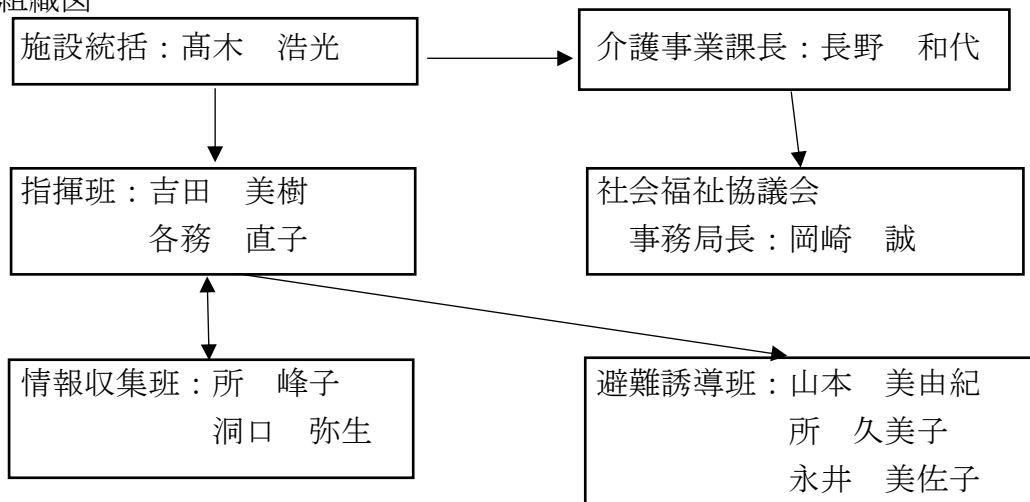 組織図
施設統括：髙木　浩光
介護事業課長：長野　和代
指揮班：吉田　美樹
各務　直子
社会福祉協議会
事務局長：岡崎　誠
情報収集班：所　峰子
洞口　弥生
避難誘導班：山本　美由紀
所　久美子
永井　美佐子